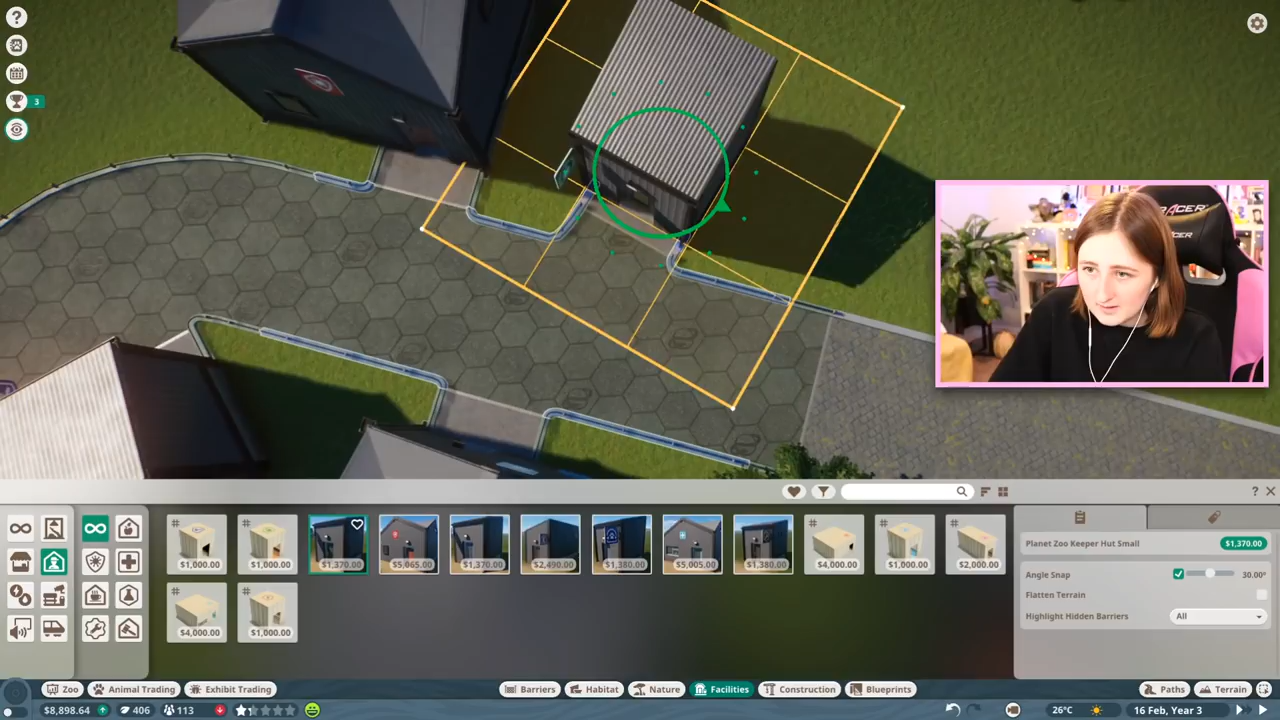 ?
3
RACER
RACER
? ×
# $1,000.00
# $1,000.00
$1,370.00
$5,065.00
$1,370.00
$2,490.00
$1,380.00
$5,005.00
$1,380.00
# $4,000.00
# $1,000.00
# $2,000.00
# $4,000.00
# $1,000.00
Planet Zoo Keeper Hut Small $1,370.00
Angle Snap 30.00°
Flatten Terrain
Highlight Hidden Barriers All
Zoo Animal Trading Exhibit Trading Barriers Habitat Nature Facilities Construction Blueprints Paths Terrain
$8,898.64 406 113 26°C 16 Feb, Year 3